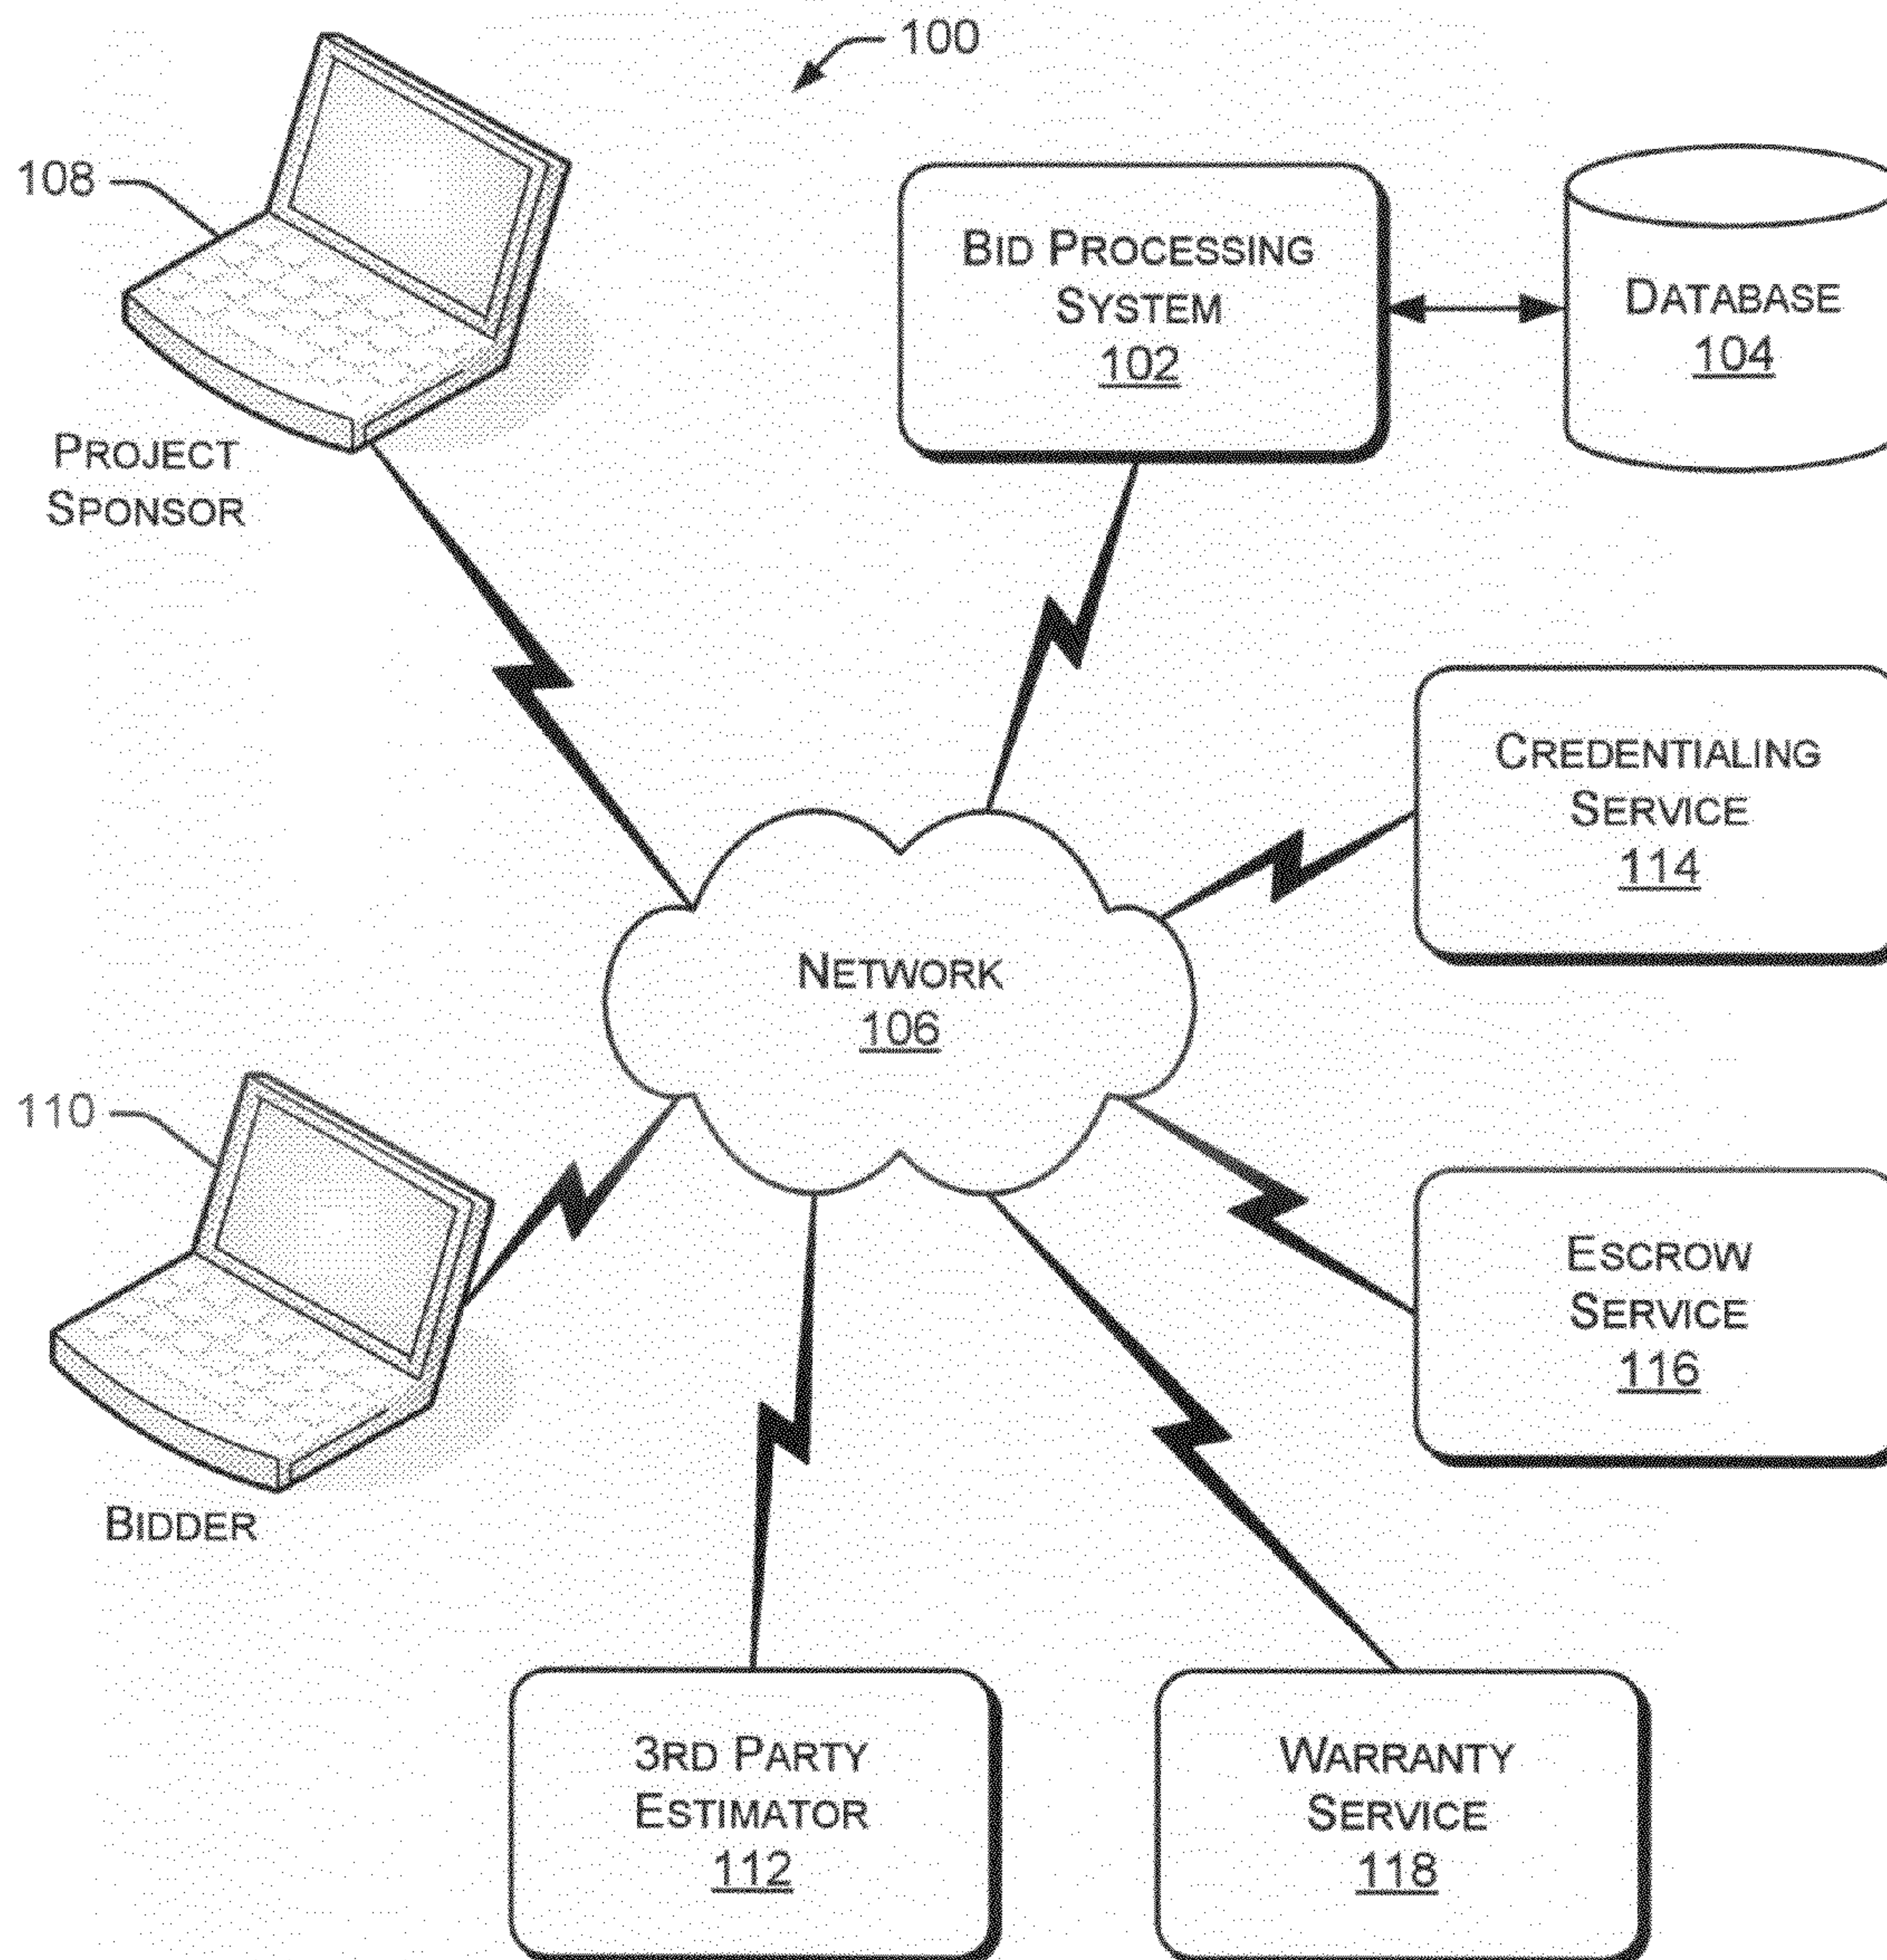 100
108
BID PROCESSING
SYSTEM
102
DATABASE
104
PROJECT
SPONSOR
CREDENTIALING
SERVICE
114
NETWORK
106
110
ESCROW
SERVICE
116
BIDDER
3RD PARTY
ESTIMATOR
112
WARRANTY
SERVICE
118